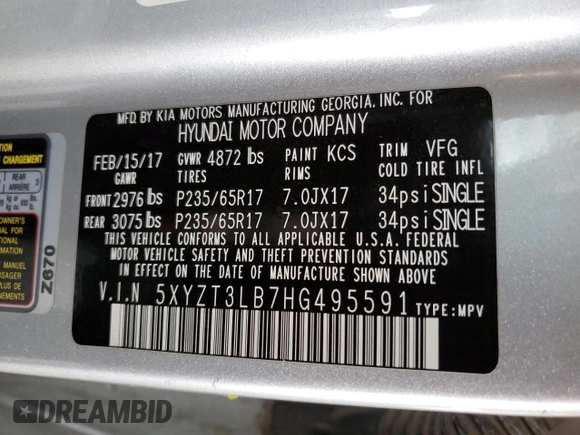 MFD. BY KIA MOTORS MANUFACTURING GEORGIA. INC. FOR
HYUNDAI MOTOR COMPANY
FEB/15/17 GVWR 4872 lbs PAINT KCS TRIM VFG
GAWR TIRES RIMS COLD TIRE INFL
FRONT 2976 lbs P235/65R17 7.0JX17 34psi SINGLE
REAR 3075 lbs P235/65R17 7.0JX17 34psi SINGLE
THIS VEHICLE CONFORMS TO ALL APPLICABLE U.S.A. FEDERAL
MOTOR VEHICLE SAFETY AND THEFT PREVENTION STANDARDS
IN EFFECT ON THE DATE OF MANUFACTURE SHOWN ABOVE.
V.I.N 5XYZT3LB7HG495591 TYPE:MPV
REAR
ARRIÈRE
Z670
DREAMBID